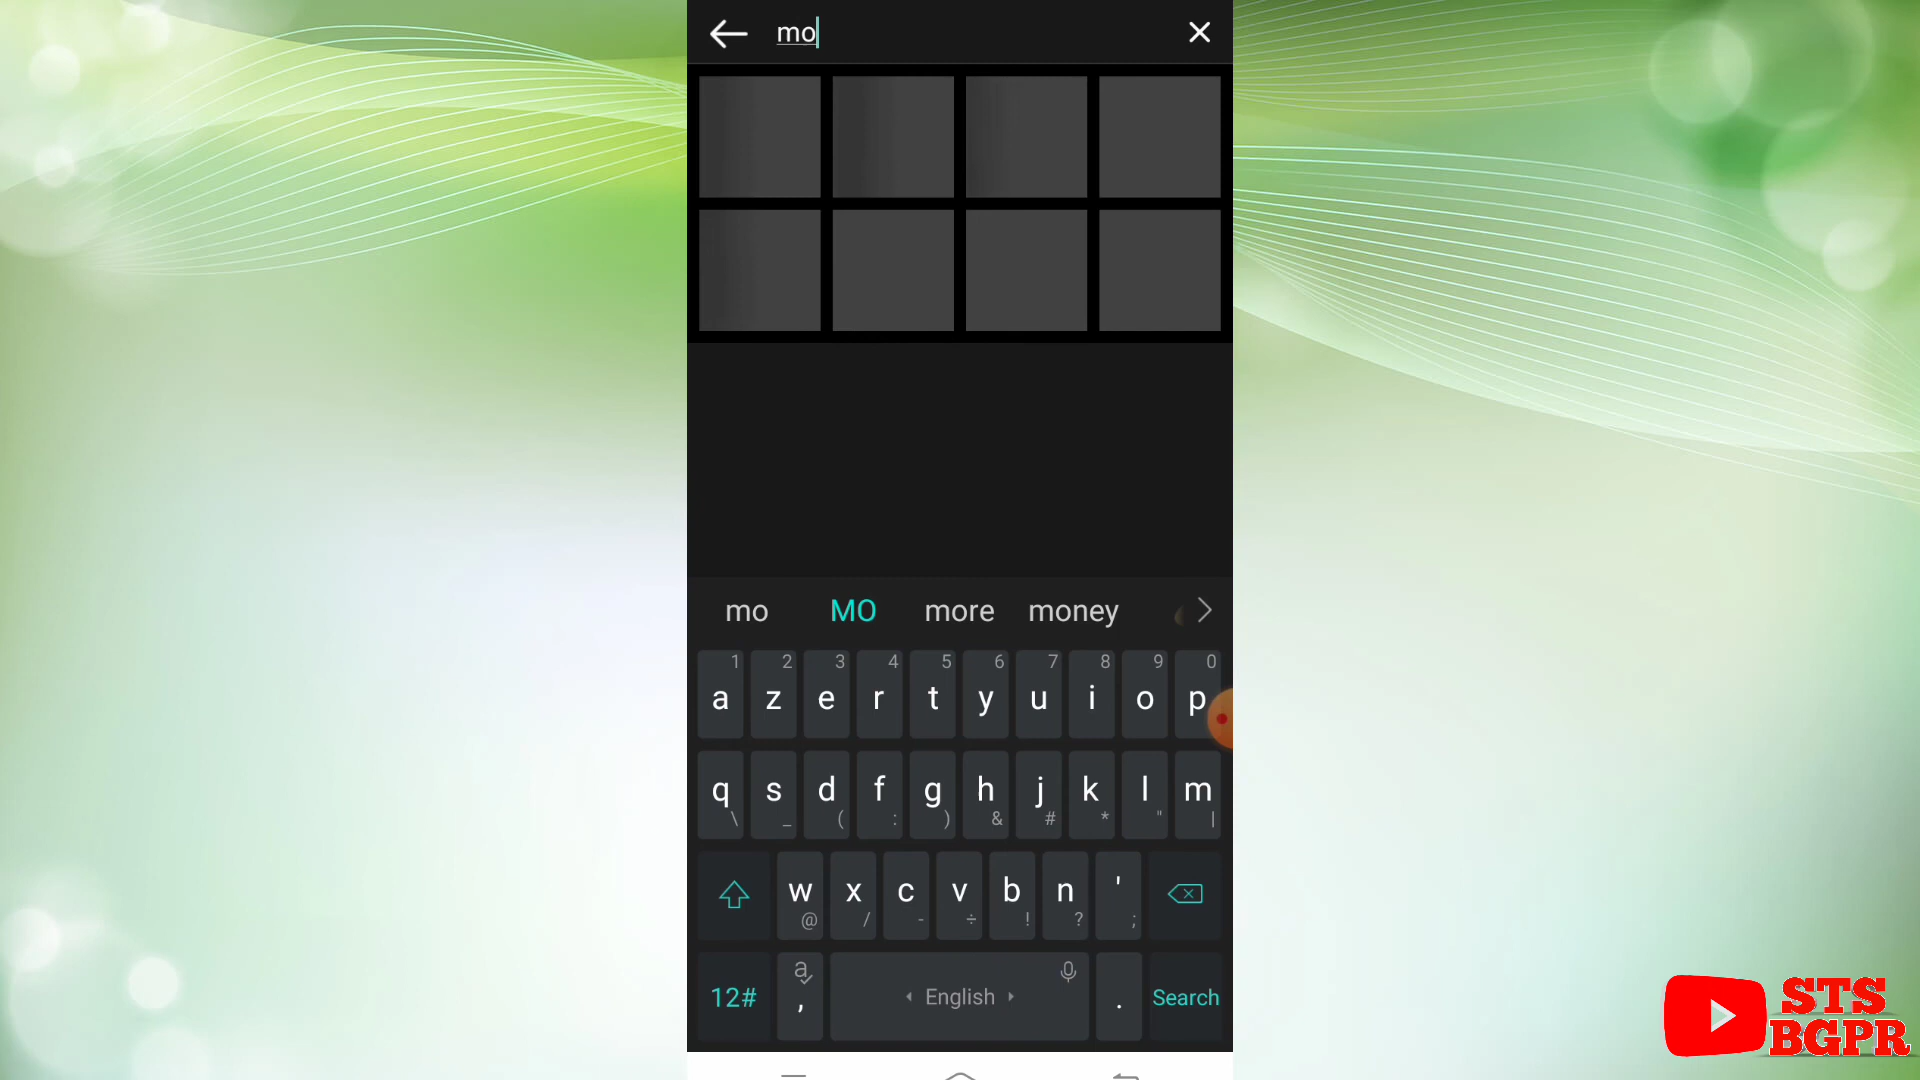 mo
mo MO more money
1 2 3 4 5 6 7 8 9 0
a z e r t y u i o p
q s d f g h j k l m
\ _ ( : ) & # * " |
w x c v b n '
@ / - ÷ ! ? ;
12# , English . Search
STS
BGPR